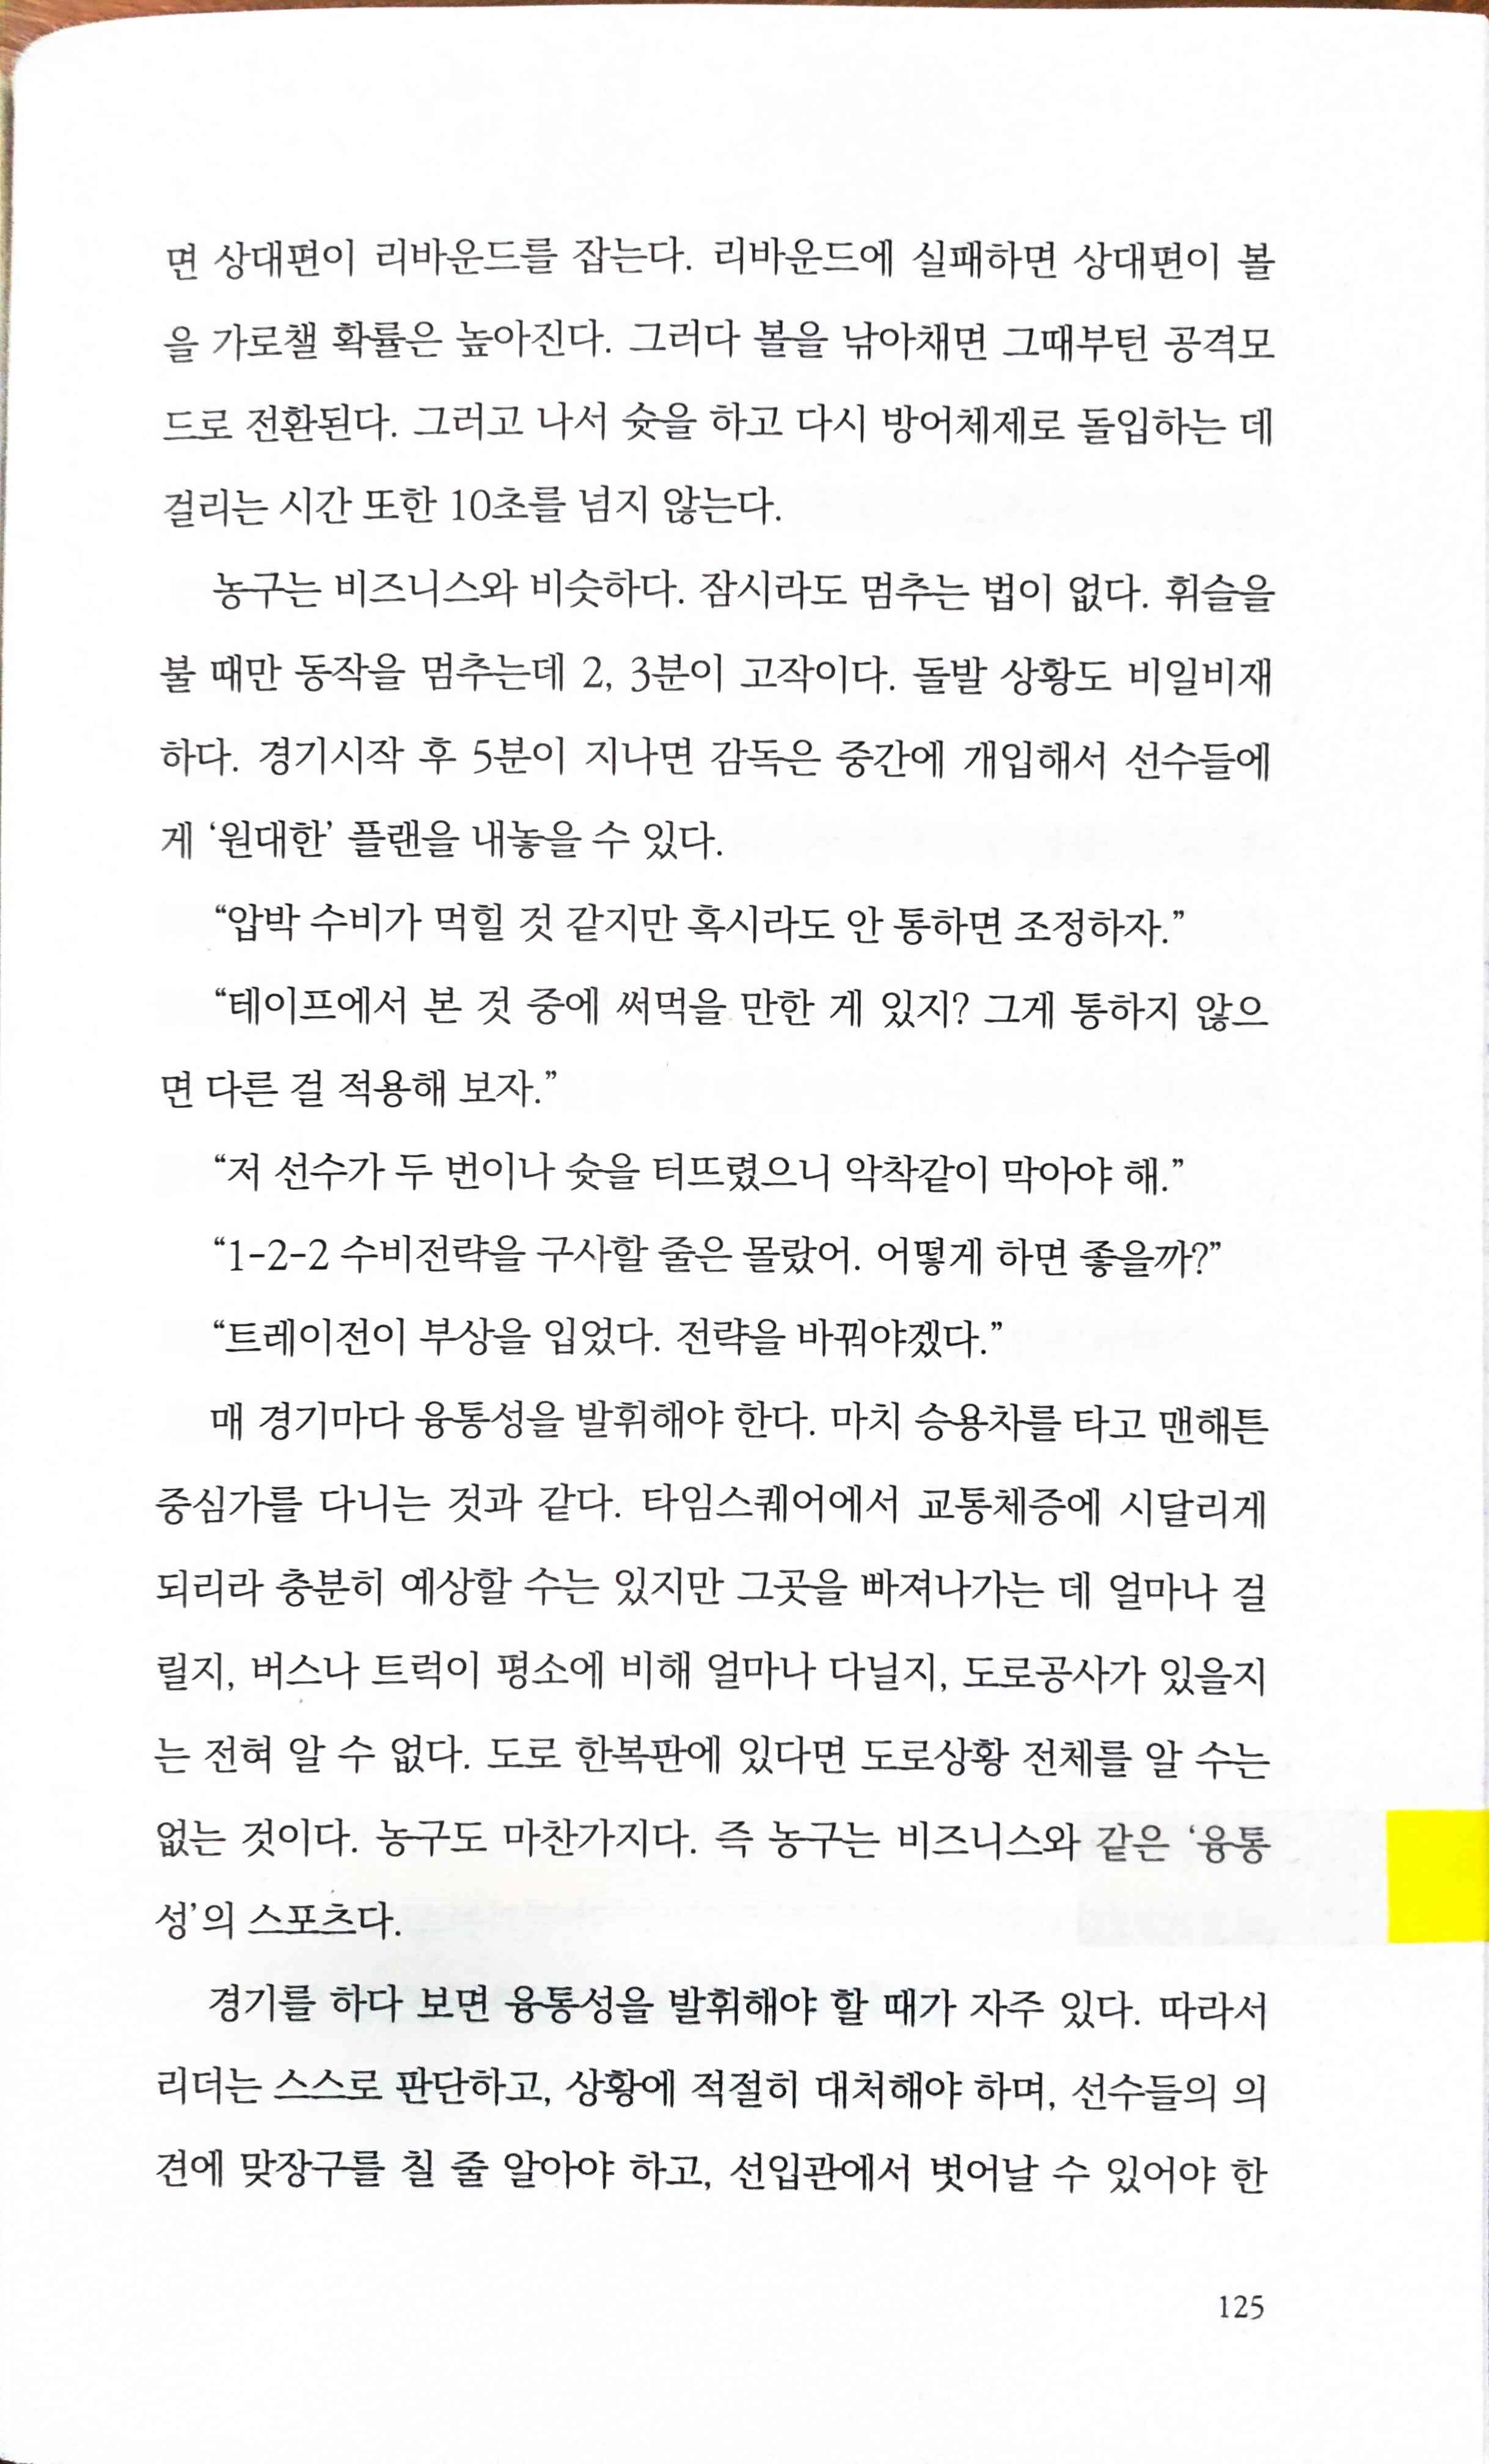 면 상대편이 리바운드를 잡는다. 리바운드에 실패하면 상대편이 볼
을 가로챌 확률은 높아진다. 그러다 볼을 낚아채면 그때부턴 공격모
드로 전환된다. 그러고 나서 슛을 하고 다시 방어체제로 돌입하는 데
걸리는 시간 또한 10초를 넘지 않는다.
농구는 비즈니스와 비슷하다. 잠시라도 멈추는 법이 없다. 휘슬을
불 때만 동작을 멈추는데 2, 3분이 고작이다. 돌발 상황도 비일비재
하다. 경기시작 후 5분이 지나면 감독은 중간에 개입해서 선수들에
게 ‘원대한’ 플랜을 내놓을 수 있다.
“압박 수비가 먹힐 것 같지만 혹시라도 안 통하면 조정하자.”
“테이프에서 본 것 중에 써먹을 만한 게 있지? 그게 통하지 않으
면 다른 걸 적용해 보자.”
“저 선수가 두 번이나 슛을 터뜨렸으니 악착같이 막아야 해.”
“1-2-2 수비전략을 구사할 줄은 몰랐어. 어떻게 하면 좋을까?”
“트레이전이 부상을 입었다. 전략을 바꿔야겠다.”
매 경기마다 융통성을 발휘해야 한다. 마치 승용차를 타고 맨해튼
중심가를 다니는 것과 같다. 타임스퀘어에서 교통체증에 시달리게
되리라 충분히 예상할 수는 있지만 그곳을 빠져나가는 데 얼마나 걸
릴지, 버스나 트럭이 평소에 비해 얼마나 다닐지, 도로공사가 있을지
는 전혀 알 수 없다. 도로 한복판에 있다면 도로상황 전체를 알 수는
없는 것이다. 농구도 마찬가지다. 즉 농구는 비즈니스와 같은 ‘융통
성’의 스포츠다.
경기를 하다 보면 융통성을 발휘해야 할 때가 자주 있다. 따라서
리더는 스스로 판단하고, 상황에 적절히 대처해야 하며, 선수들의 의
견에 맞장구를 칠 줄 알아야 하고, 선입관에서 벗어날 수 있어야 한
125